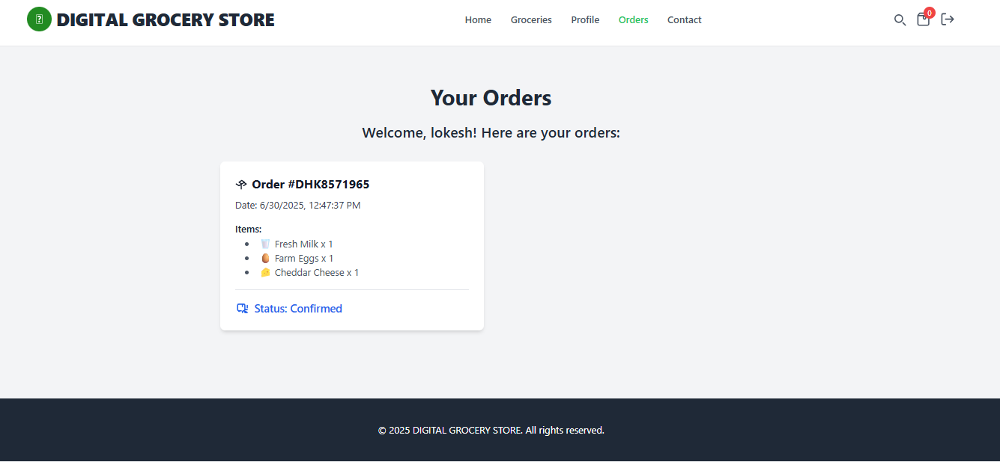 DIGITAL GROCERY STORE
Home Groceries Profile Orders Contact
0
Your Orders
Welcome, lokesh! Here are your orders:
Order #DHK8571965
Date: 6/30/2025, 12:47:37 PM
Items:
Fresh Milk x 1
Farm Eggs x 1
Cheddar Cheese x 1
Status: Confirmed
© 2025 DIGITAL GROCERY STORE. All rights reserved.